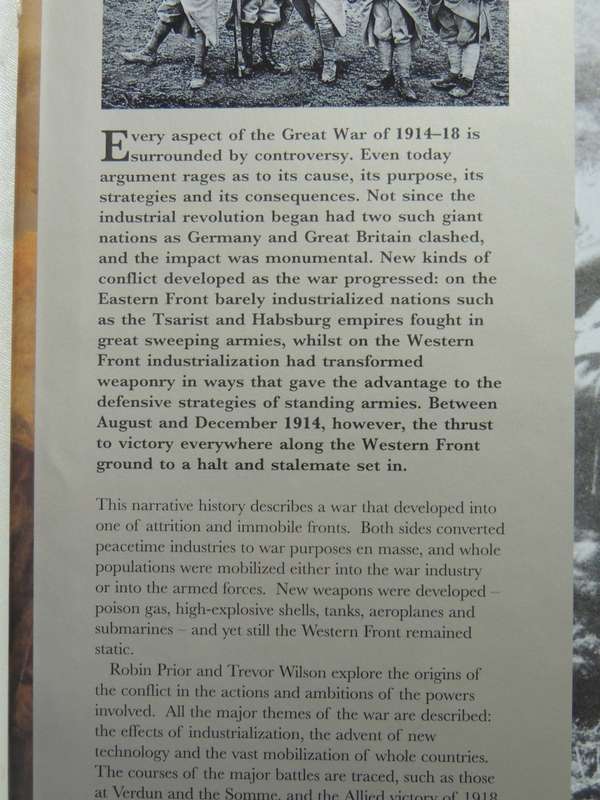 Every aspect of the Great War of 1914–18 is
surrounded by controversy. Even today
argument rages as to its cause, its purpose, its
strategies and its consequences. Not since the
industrial revolution began had two such giant
nations as Germany and Great Britain clashed,
and the impact was monumental. New kinds of
conflict developed as the war progressed: on the
Eastern Front barely industrialized nations such
as the Tsarist and Habsburg empires fought in
great sweeping armies, whilst on the Western
Front industrialization had transformed
weaponry in ways that gave the advantage to the
defensive strategies of standing armies. Between
August and December 1914, however, the thrust
to victory everywhere along the Western Front
ground to a halt and stalemate set in.
This narrative history describes a war that developed into
one of attrition and immobile fronts. Both sides converted
peacetime industries to war purposes en masse, and whole
populations were mobilized either into the war industry
or into the armed forces. New weapons were developed –
poison gas, high-explosive shells, tanks, aeroplanes and
submarines – and yet still the Western Front remained
static.
Robin Prior and Trevor Wilson explore the origins of
the conflict in the actions and ambitions of the powers
involved. All the major themes of the war are described:
the effects of industrialization, the advent of new
technology and the vast mobilization of whole countries.
The courses of the major battles are traced, such as those
at Verdun and the Somme, and the Allied victory of 1918